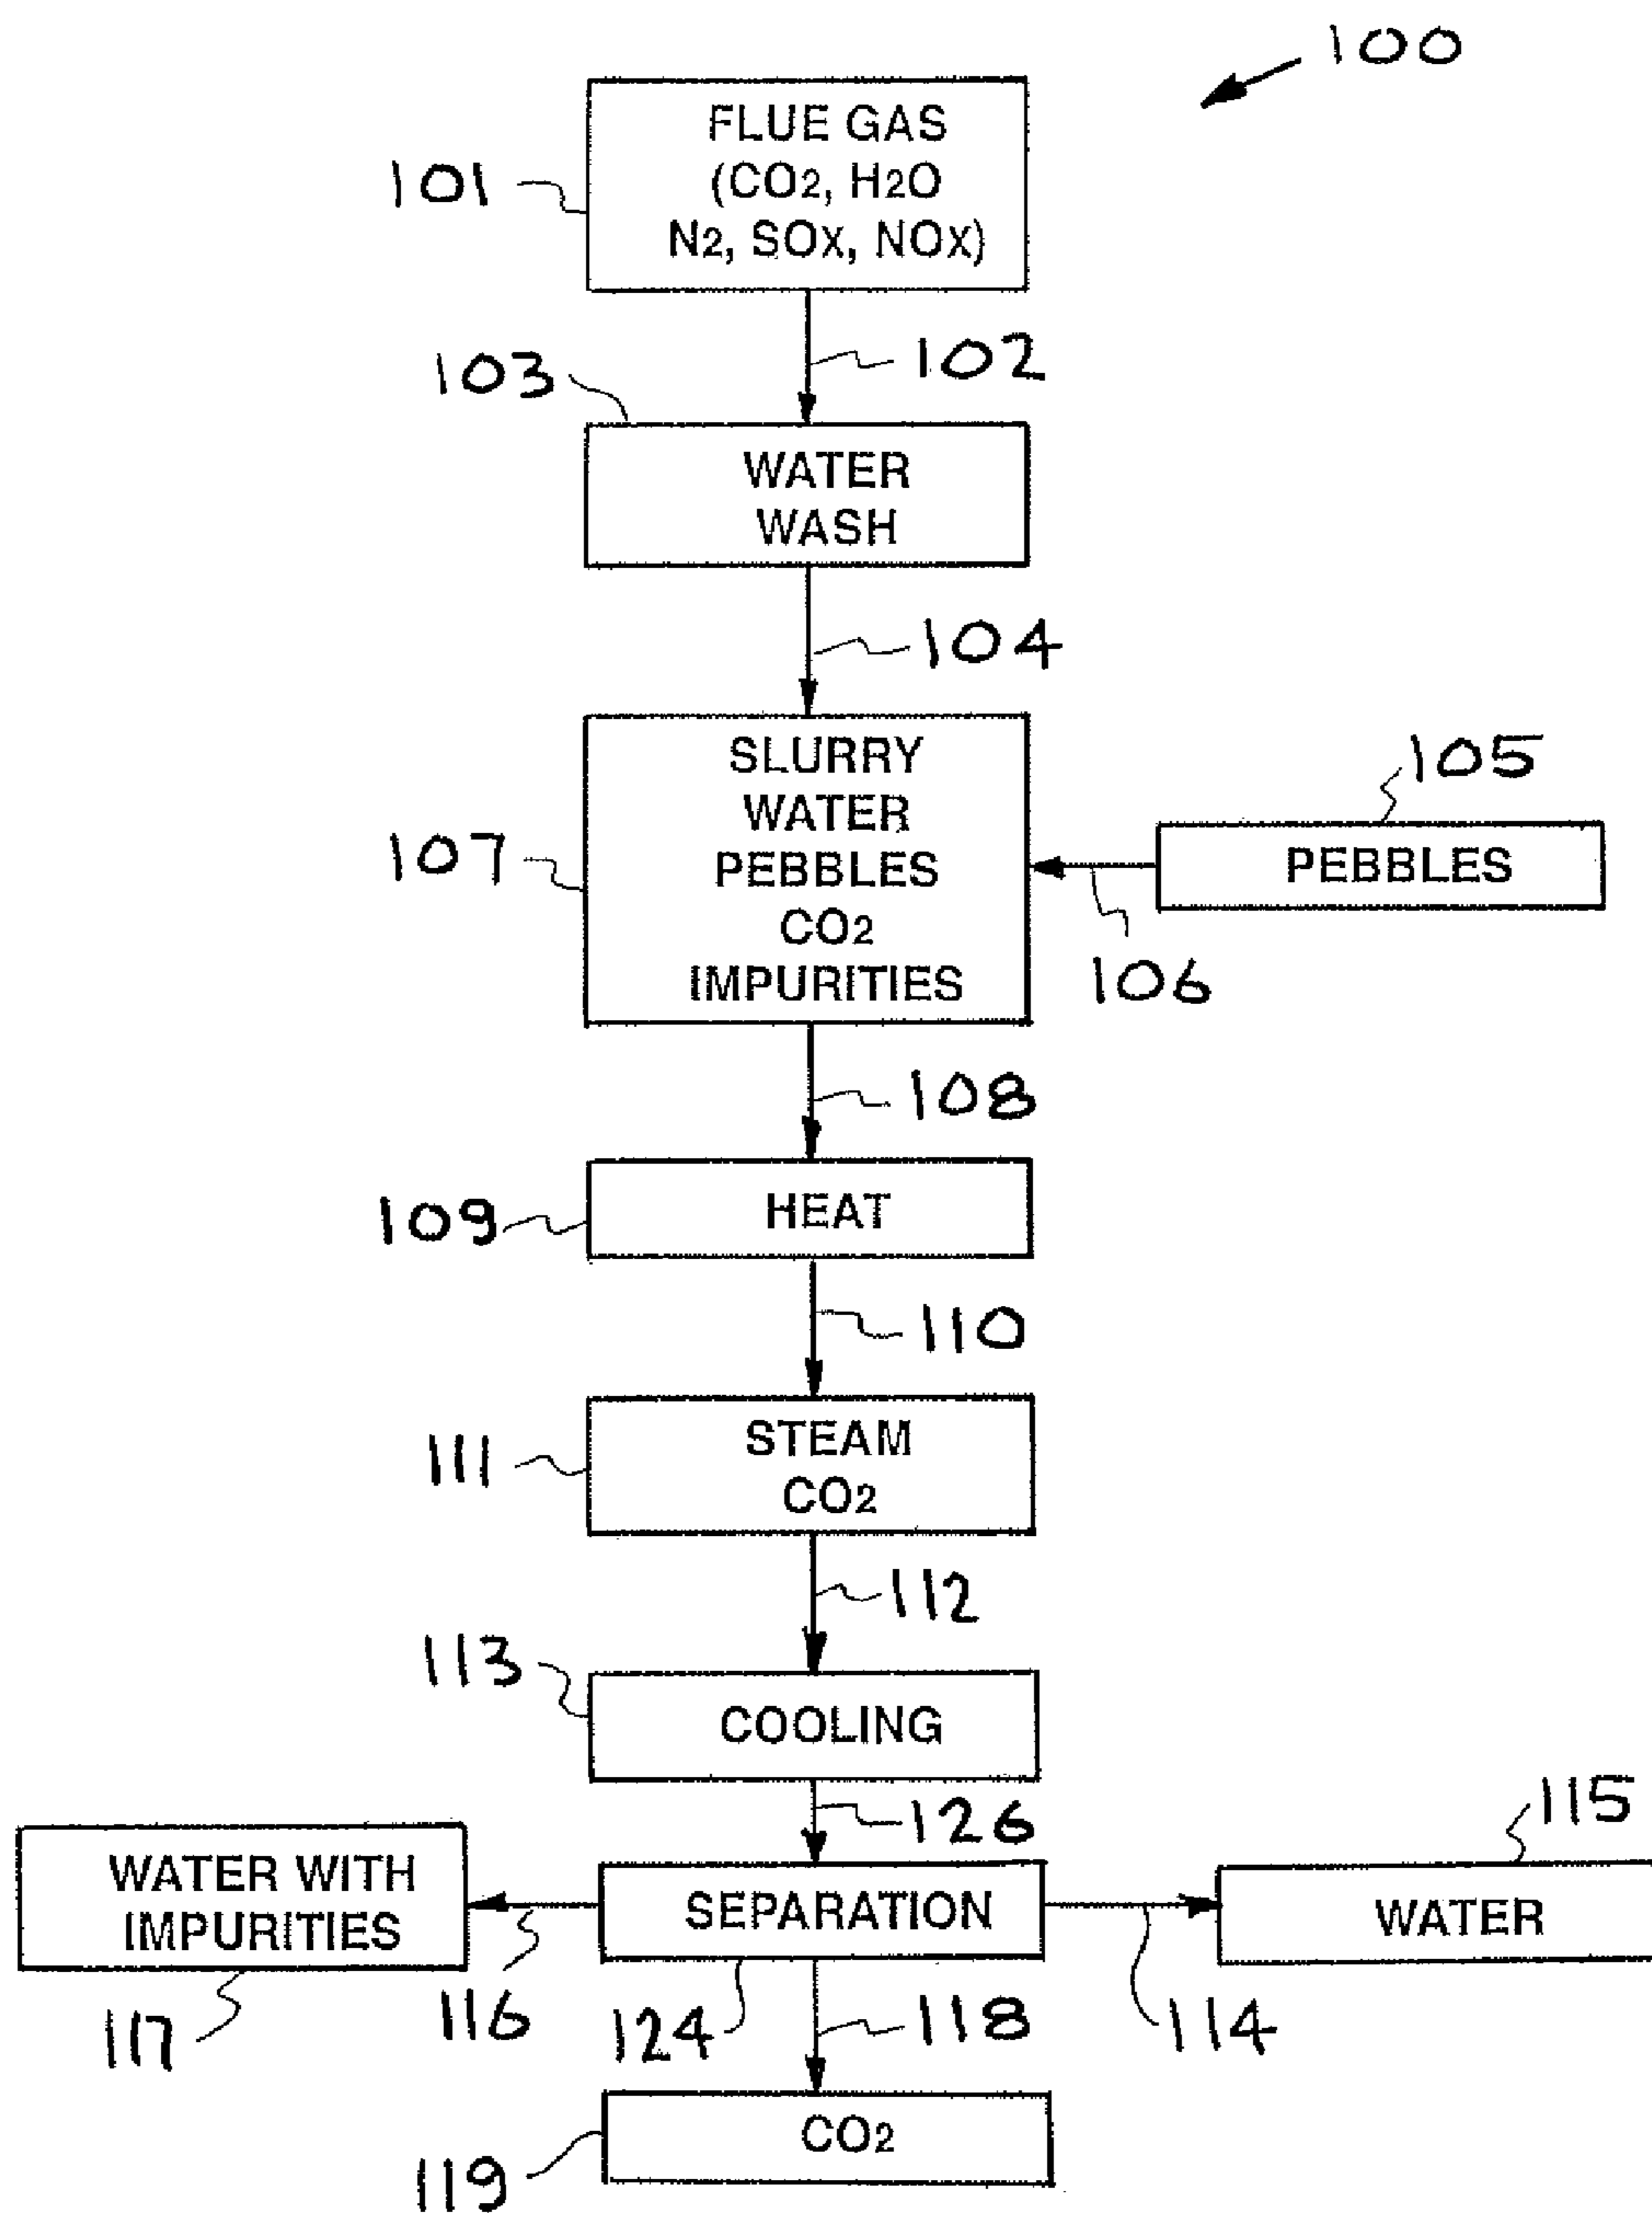 100
FLUE GAS
(CO2, H2O
N2, SOX, NOX)
101
102
103
WATER
WASH
104
SLURRY
WATER
PEBBLES
CO2
IMPURITIES
107
105
PEBBLES
106
108
109
HEAT
110
111
STEAM
CO2
112
113
COOLING
126
115
WATER WITH
IMPURITIES
SEPARATION
WATER
117
116
124
118
114
CO2
119